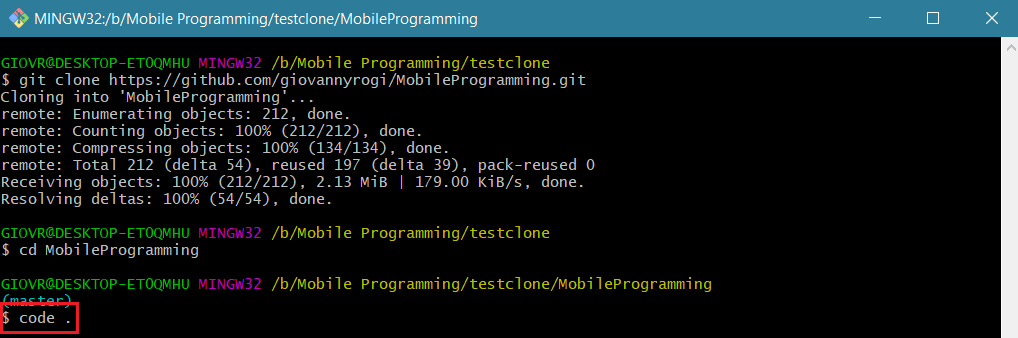 MINGW32:/b/Mobile Programming/testclone/MobileProgramming
GIOVR@DESKTOP-ET0QMHU MINGW32 /b/Mobile Programming/testclone
$ git clone https://github.com/giovannyrogi/MobileProgramming.git
Cloning into 'MobileProgramming'...
remote: Enumerating objects: 212, done.
remote: Counting objects: 100% (212/212), done.
remote: Compressing objects: 100% (134/134), done.
remote: Total 212 (delta 54), reused 197 (delta 39), pack-reused 0
Receiving objects: 100% (212/212), 2.13 MiB | 179.00 KiB/s, done.
Resolving deltas: 100% (54/54), done.
GIOVR@DESKTOP-ET0QMHU MINGW32 /b/Mobile Programming/testclone
$ cd MobileProgramming
GIOVR@DESKTOP-ET0QMHU MINGW32 /b/Mobile Programming/testclone/MobileProgramming
(master)
$ code .